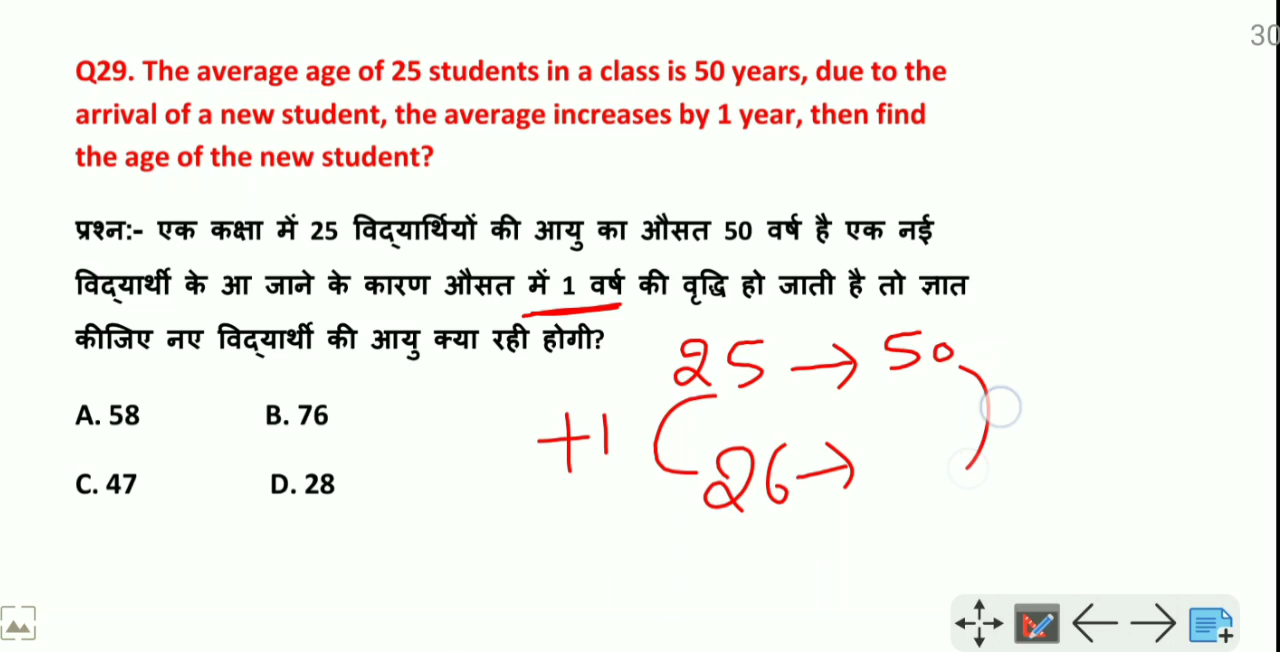 30
Q29. The average age of 25 students in a class is 50 years, due to the
arrival of a new student, the average increases by 1 year, then find
the age of the new student?
प्रश्न:- एक कक्षा में 25 विद्यार्थियों की आयु का औसत 50 वर्ष है एक नई
विद्यार्थी के आ जाने के कारण औसत में 1 वर्ष की वृद्धि हो जाती है तो ज्ञात
कीजिए नए विद्यार्थी की आयु क्या रही होगी?
25 → 50
A. 58 B. 76
+1
26 →
C. 47 D. 28